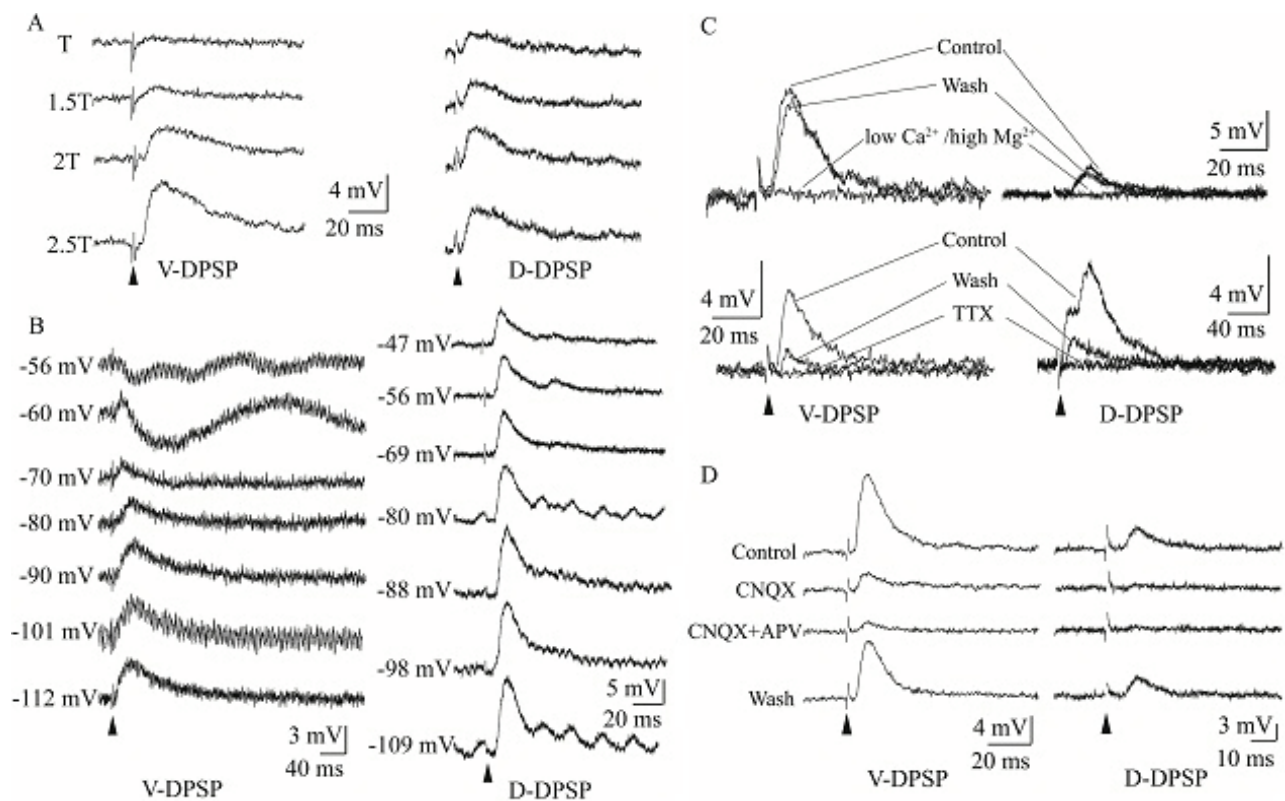 A
T
1.5T
2T
2.5T
4 mV
20 ms
V-DPSP
D-DPSP
B
-56 mV
-60 mV
-70 mV
-80 mV
-90 mV
-101 mV
-112 mV
3 mV
40 ms
V-DPSP
-47 mV
-56 mV
-69 mV
-80 mV
-88 mV
-98 mV
-109 mV
5 mV
20 ms
D-DPSP
C
Control
Wash
low Ca²⁺ /high Mg²⁺
5 mV
20 ms
4 mV
20 ms
Control
Wash
TTX
4 mV
40 ms
V-DPSP
D-DPSP
D
Control
CNQX
CNQX+APV
Wash
4 mV
20 ms
3 mV
10 ms
V-DPSP
D-DPSP